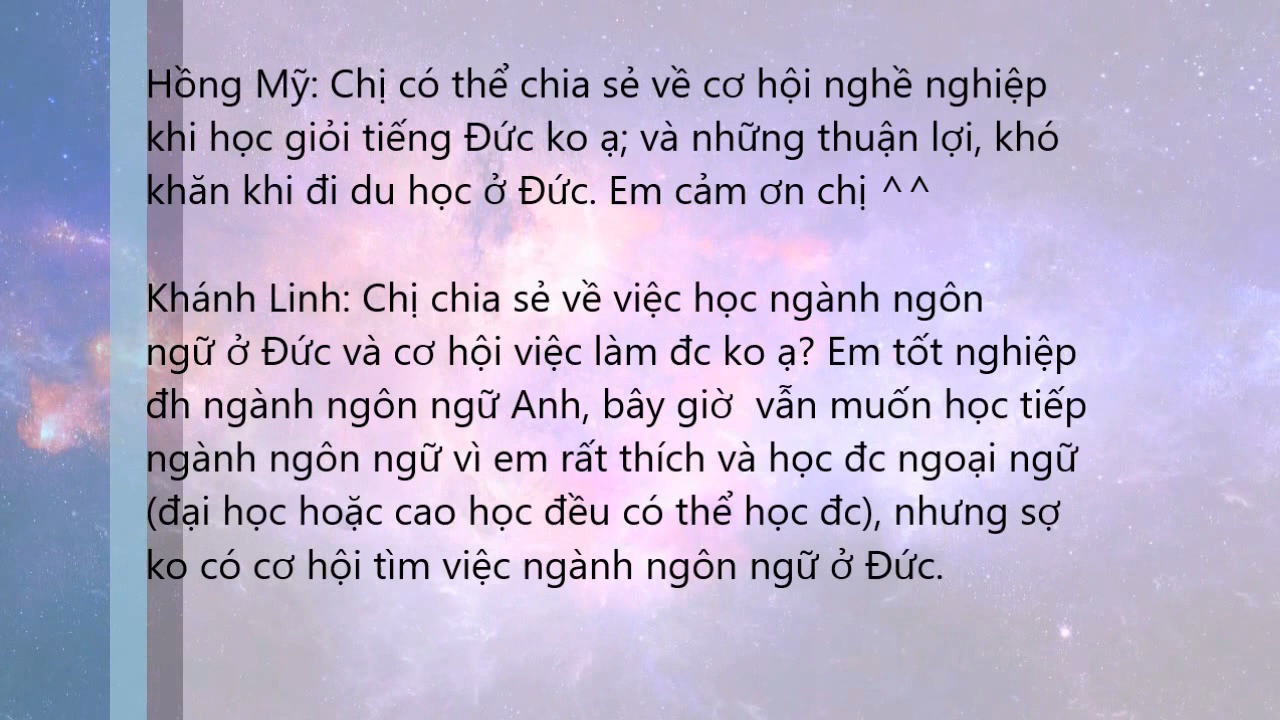 Hồng Mỹ: Chị có thể chia sẻ về cơ hội nghề nghiệp
khi học giỏi tiếng Đức ko ạ; và những thuận lợi, khó
khăn khi đi du học ở Đức. Em cảm ơn chị ^^
Khánh Linh: Chị chia sẻ về việc học ngành ngôn
ngữ ở Đức và cơ hội việc làm đc ko ạ? Em tốt nghiệp
đh ngành ngôn ngữ Anh, bây giờ  vẫn muốn học tiếp
ngành ngôn ngữ vì em rất thích và học đc ngoại ngữ
(đại học hoặc cao học đều có thể học đc), nhưng sợ
ko có cơ hội tìm việc ngành ngôn ngữ ở Đức.